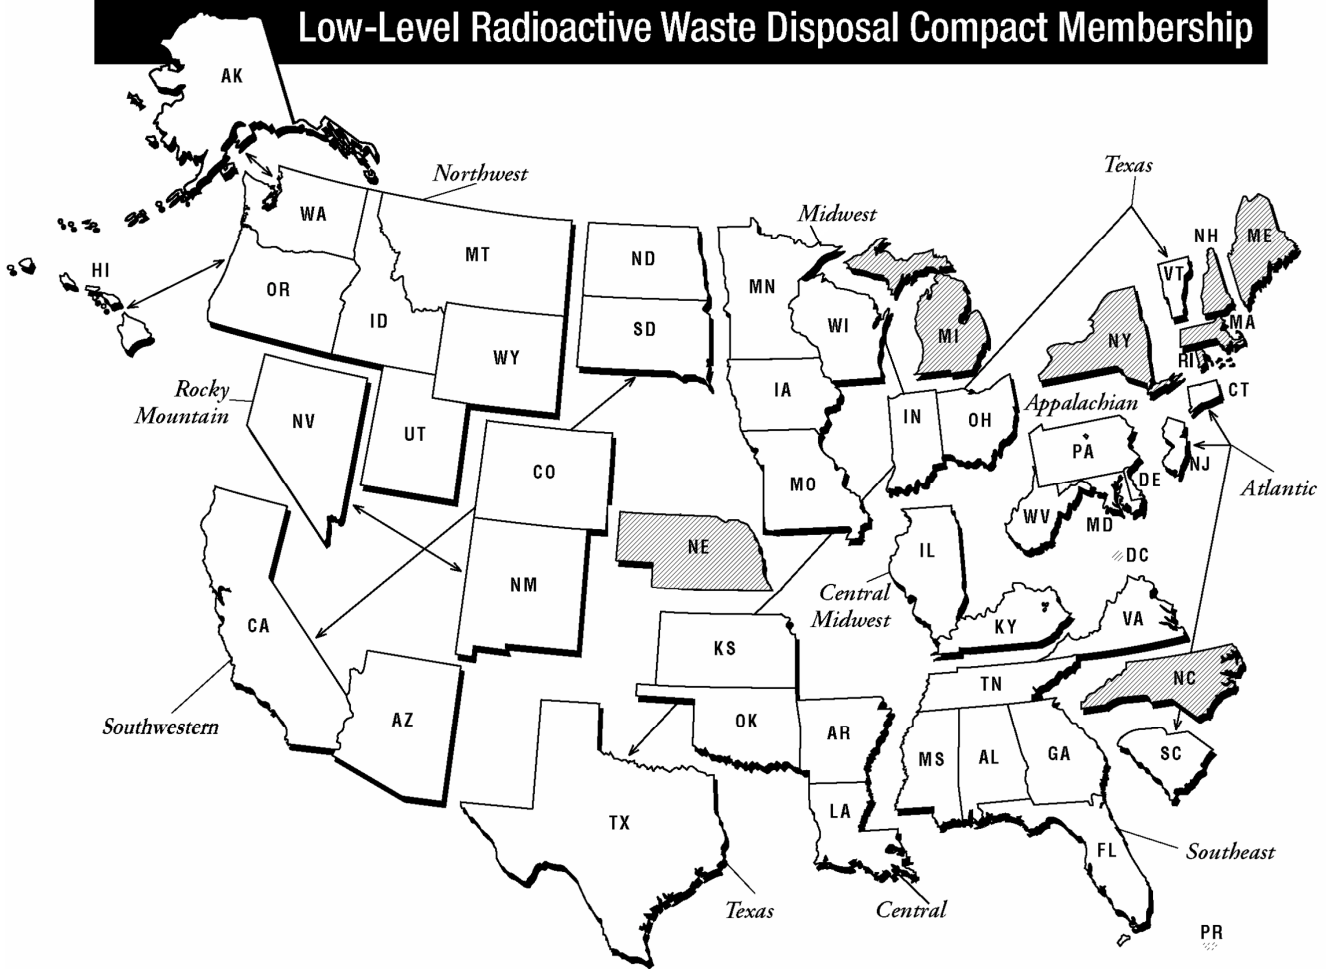 Low-Level Radioactive Waste Disposal Compact Membership
AK
Northwest
Texas
Midwest
WA
MT
ND
MN
NH
ME
VT
HI
OR
ID
SD
WI
MI
NY
MA
WY
RI
Rocky
Mountain
NV
UT
IA
IN
OH
Appalachian
CT
CO
MO
PA
NJ
DE
Atlantic
WV
MD
NE
IL
DC
NM
Central
Midwest
CA
KS
KY
VA
TN
NC
Southwestern
AZ
OK
AR
MS
AL
GA
SC
TX
LA
FL
Southeast
Texas
Central
PR